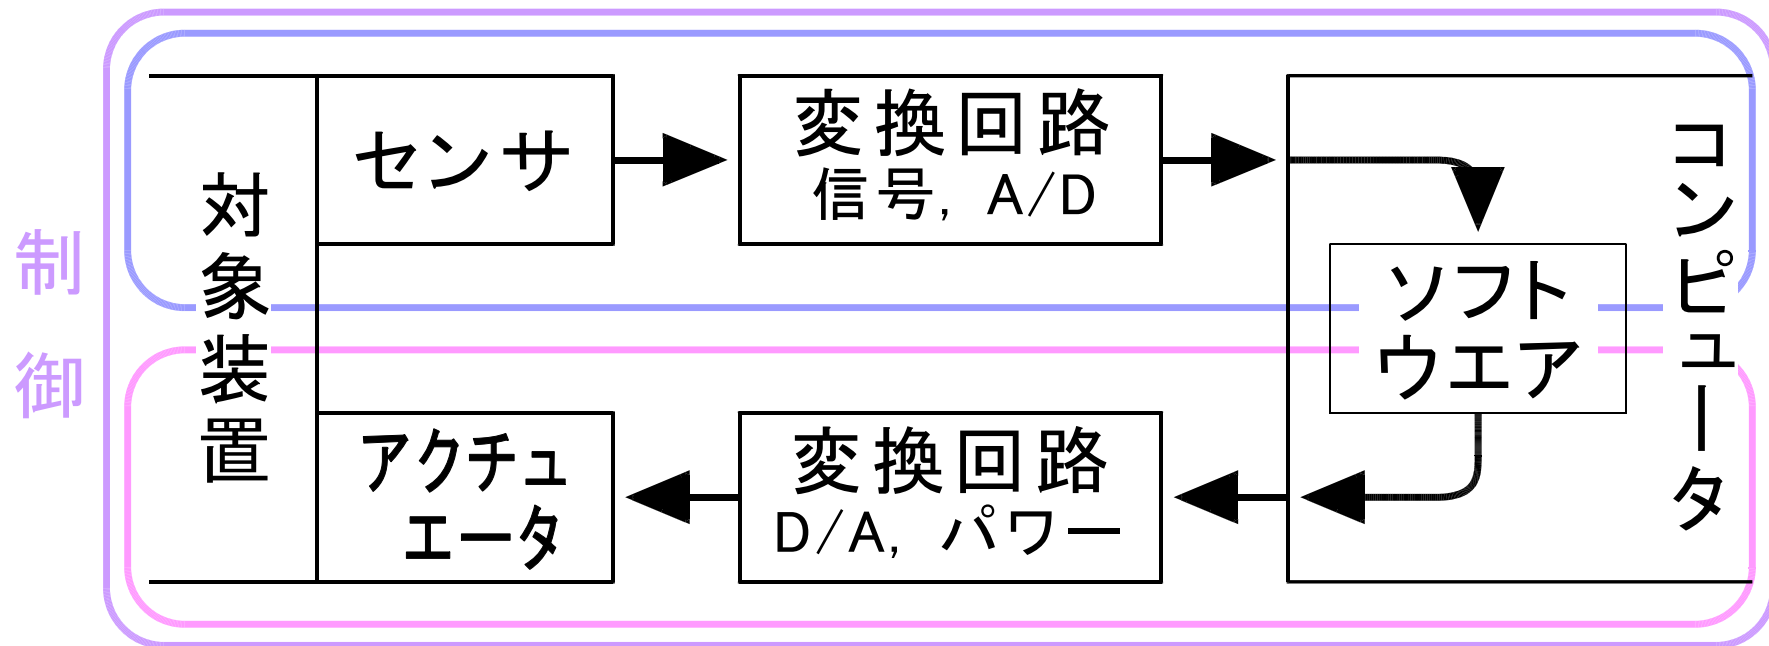 制御
対象装置
センサ
変換回路
信号, A/D
コンピュータ
ソフト
ウエア
アクチュ
エータ
変換回路
D/A, パワー